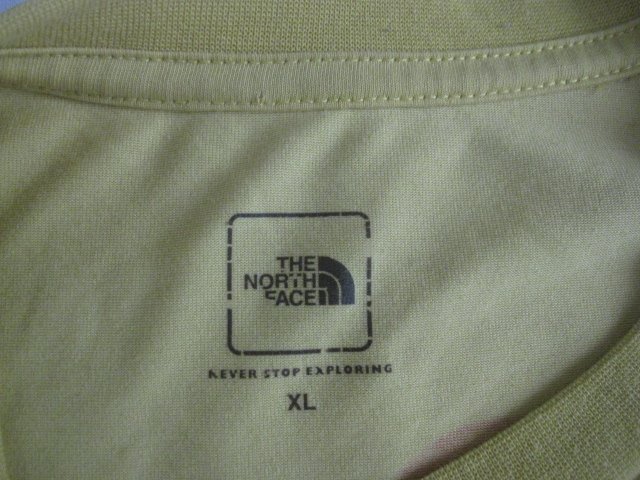 THE
NORTH
FACE
NEVER STOP EXPLORING
XL